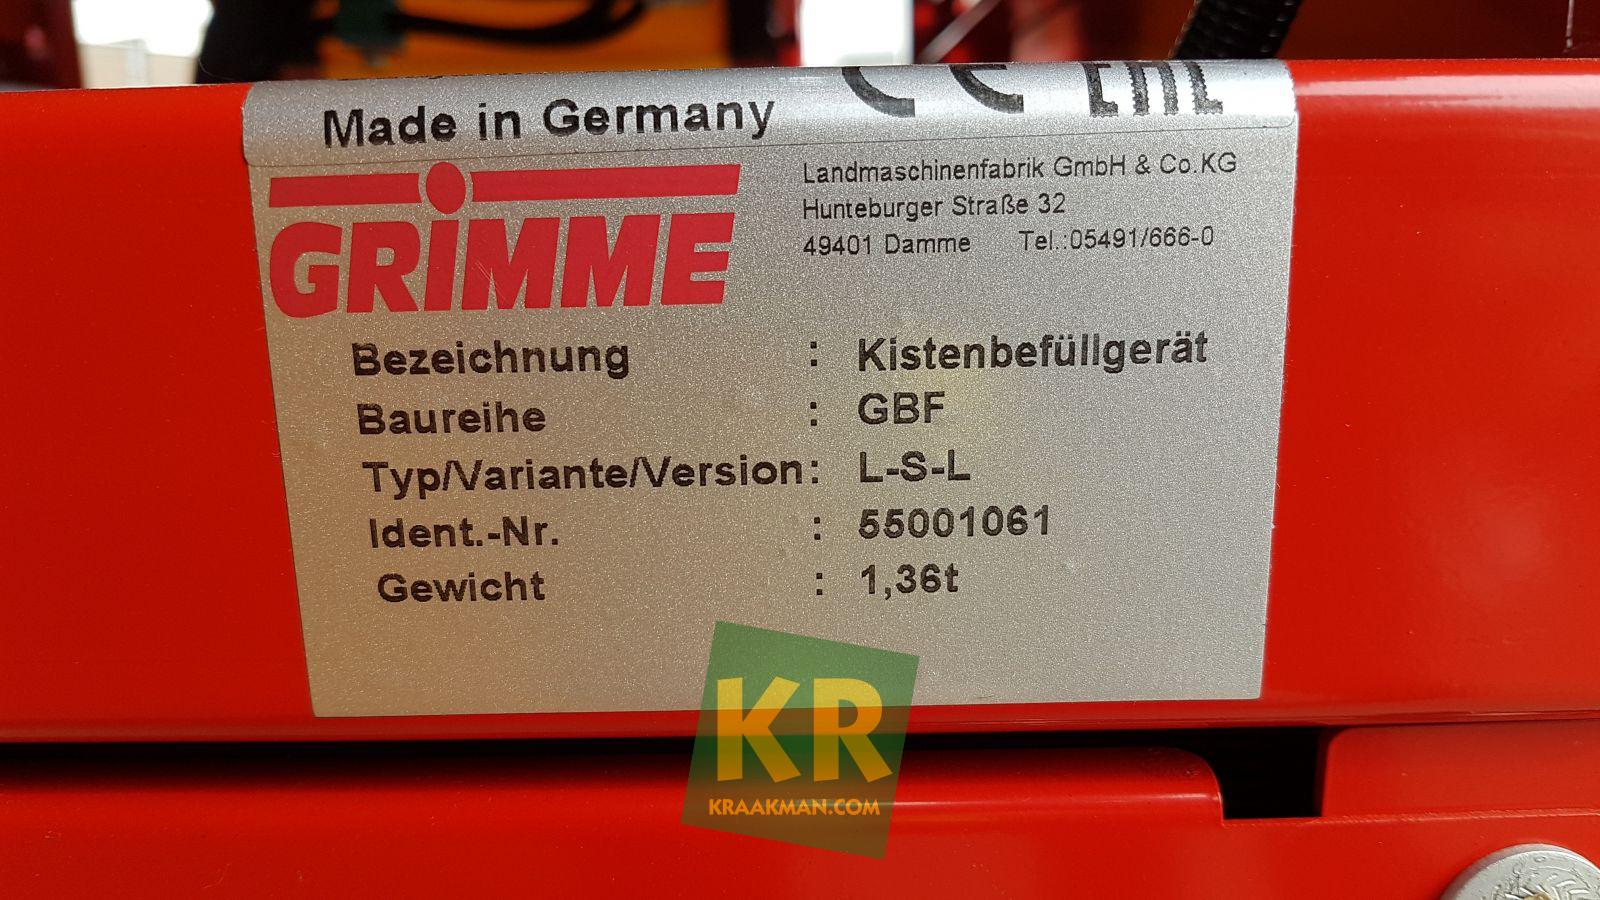 Made in Germany CE EAC
GRIMME
Landmaschinenfabrik GmbH & Co.KG
Hunteburger Straße 32
49401 Damme Tel.:05491/666-0
Bezeichnung : Kistenbefüllgerät
Baureihe : GBF
Typ/Variante/Version: L-S-L
Ident.-Nr. : 55001061
Gewicht : 1,36t
KR
KRAAKMAN.COM